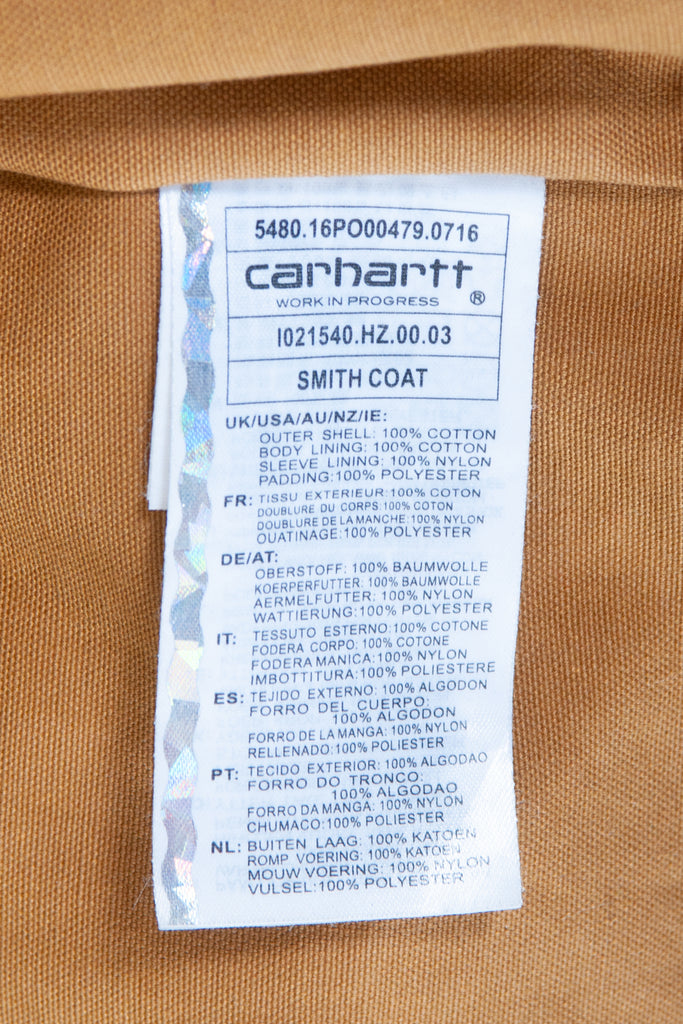 5480.16PO00479.0716
carhartt
WORK IN PROGRESS ®
I021540.HZ.00.03
SMITH COAT
UK/USA/AU/NZ/IE:
OUTER SHELL: 100% COTTON
BODY LINING: 100% COTTON
SLEEVE LINING: 100% NYLON
PADDING:100% POLYESTER
FR: TISSU EXTERIEUR:100% COTON
DOUBLURE DU CORPS:100% COTON
DOUBLURE DE LA MANCHE:100% NYLON
OUATINAGE:100% POLYESTER
DE/AT:
OBERSTOFF: 100% BAUMWOLLE
KOERPERFUTTER: 100% BAUMWOLLE
AERMELFUTTER: 100% NYLON
WATTIERUNG:100% POLYESTER
IT: TESSUTO ESTERNO:100% COTONE
FODERA CORPO: 100% COTONE
FODERA MANICA:100% NYLON
IMBOTTITURA: 100% POLIESTERE
ES: TEJIDO EXTERNO: 100% ALGODON
FORRO DEL CUERPO:
100% ALGODON
FORRO DE LA MANGA: 100% NYLON
RELLENADO:100% POLIESTER
PT: TECIDO EXTERIOR: 100% ALGODAO
FORRO DO TRONCO:
100% ALGODAO
FORRO DA MANGA: 100% NYLON
CHUMACO:100% POLIESTER
NL: BUITEN LAAG: 100% KATOEN
ROMP VOERING: 100% KATOEN
MOUW VOERING: 100% NYLON
VULSEL:100% POLYESTER